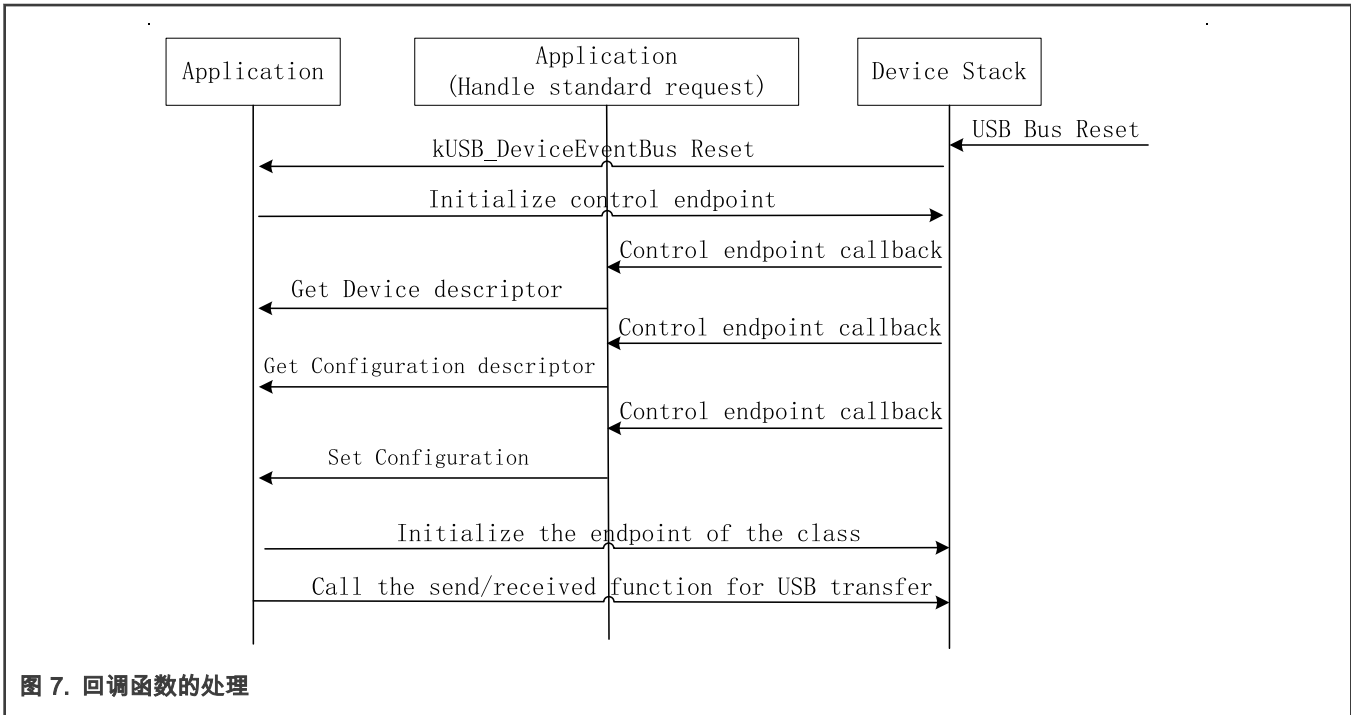 Application
Application
(Handle standard request)
Device Stack
USB Bus Reset
kUSB_DeviceEventBus Reset
Initialize control endpoint
Control endpoint callback
Get Device descriptor
Control endpoint callback
Get Configuration descriptor
Control endpoint callback
Set Configuration
Initialize the endpoint of the class
Call the send/received function for USB transfer
图 7. 回调函数的处理